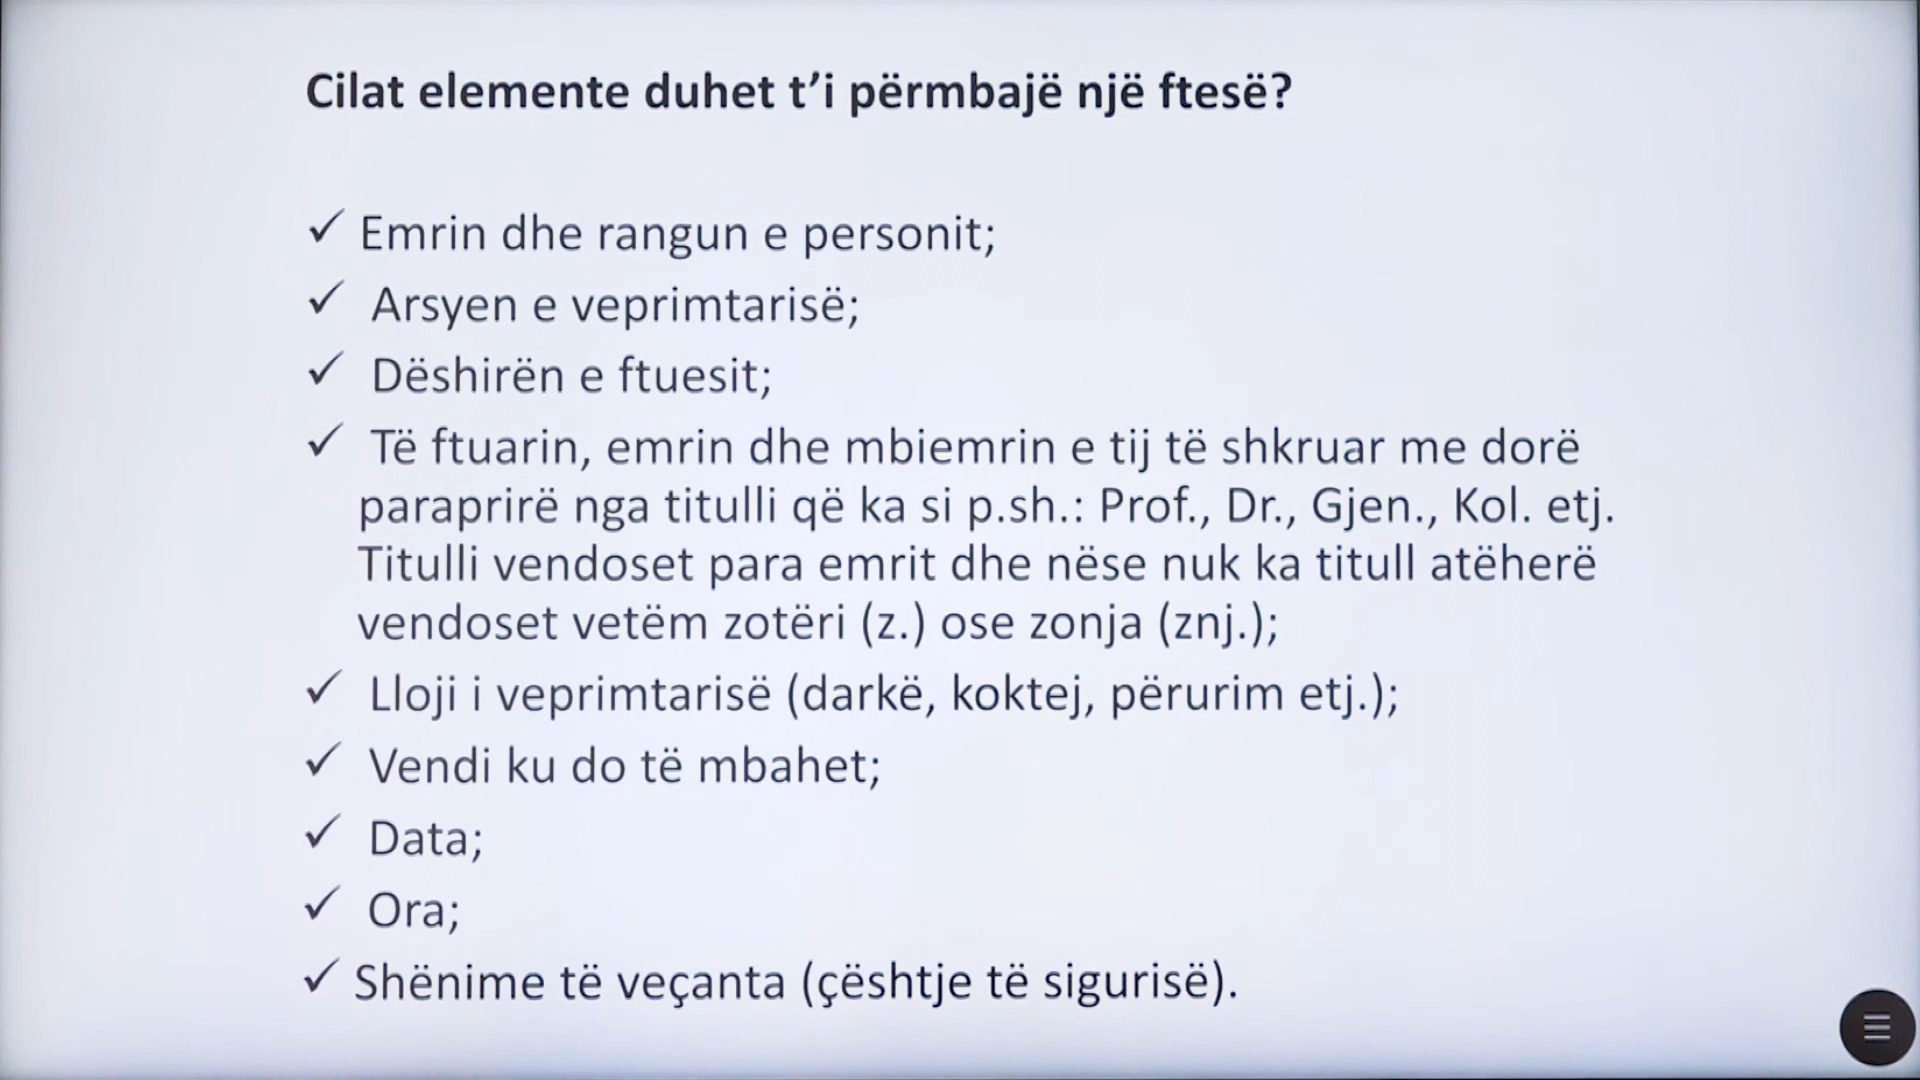 Cilat elemente duhet t’i përmbajë një ftesë?
✓ Emrin dhe rangun e personit;
✓ Arsyen e veprimtarisë;
✓ Dëshirën e ftuesit;
✓ Të ftuarin, emrin dhe mbiemrin e tij të shkruar me dorë
paraprirë nga titulli që ka si p.sh.: Prof., Dr., Gjen., Kol. etj.
Titulli vendoset para emrit dhe nëse nuk ka titull atëherë
vendoset vetëm zotëri (z.) ose zonja (znj.);
✓ Lloji i veprimtarisë (darkë, koktej, përurim etj.);
✓ Vendi ku do të mbahet;
✓ Data;
✓ Ora;
✓ Shënime të veçanta (çështje të sigurisë).